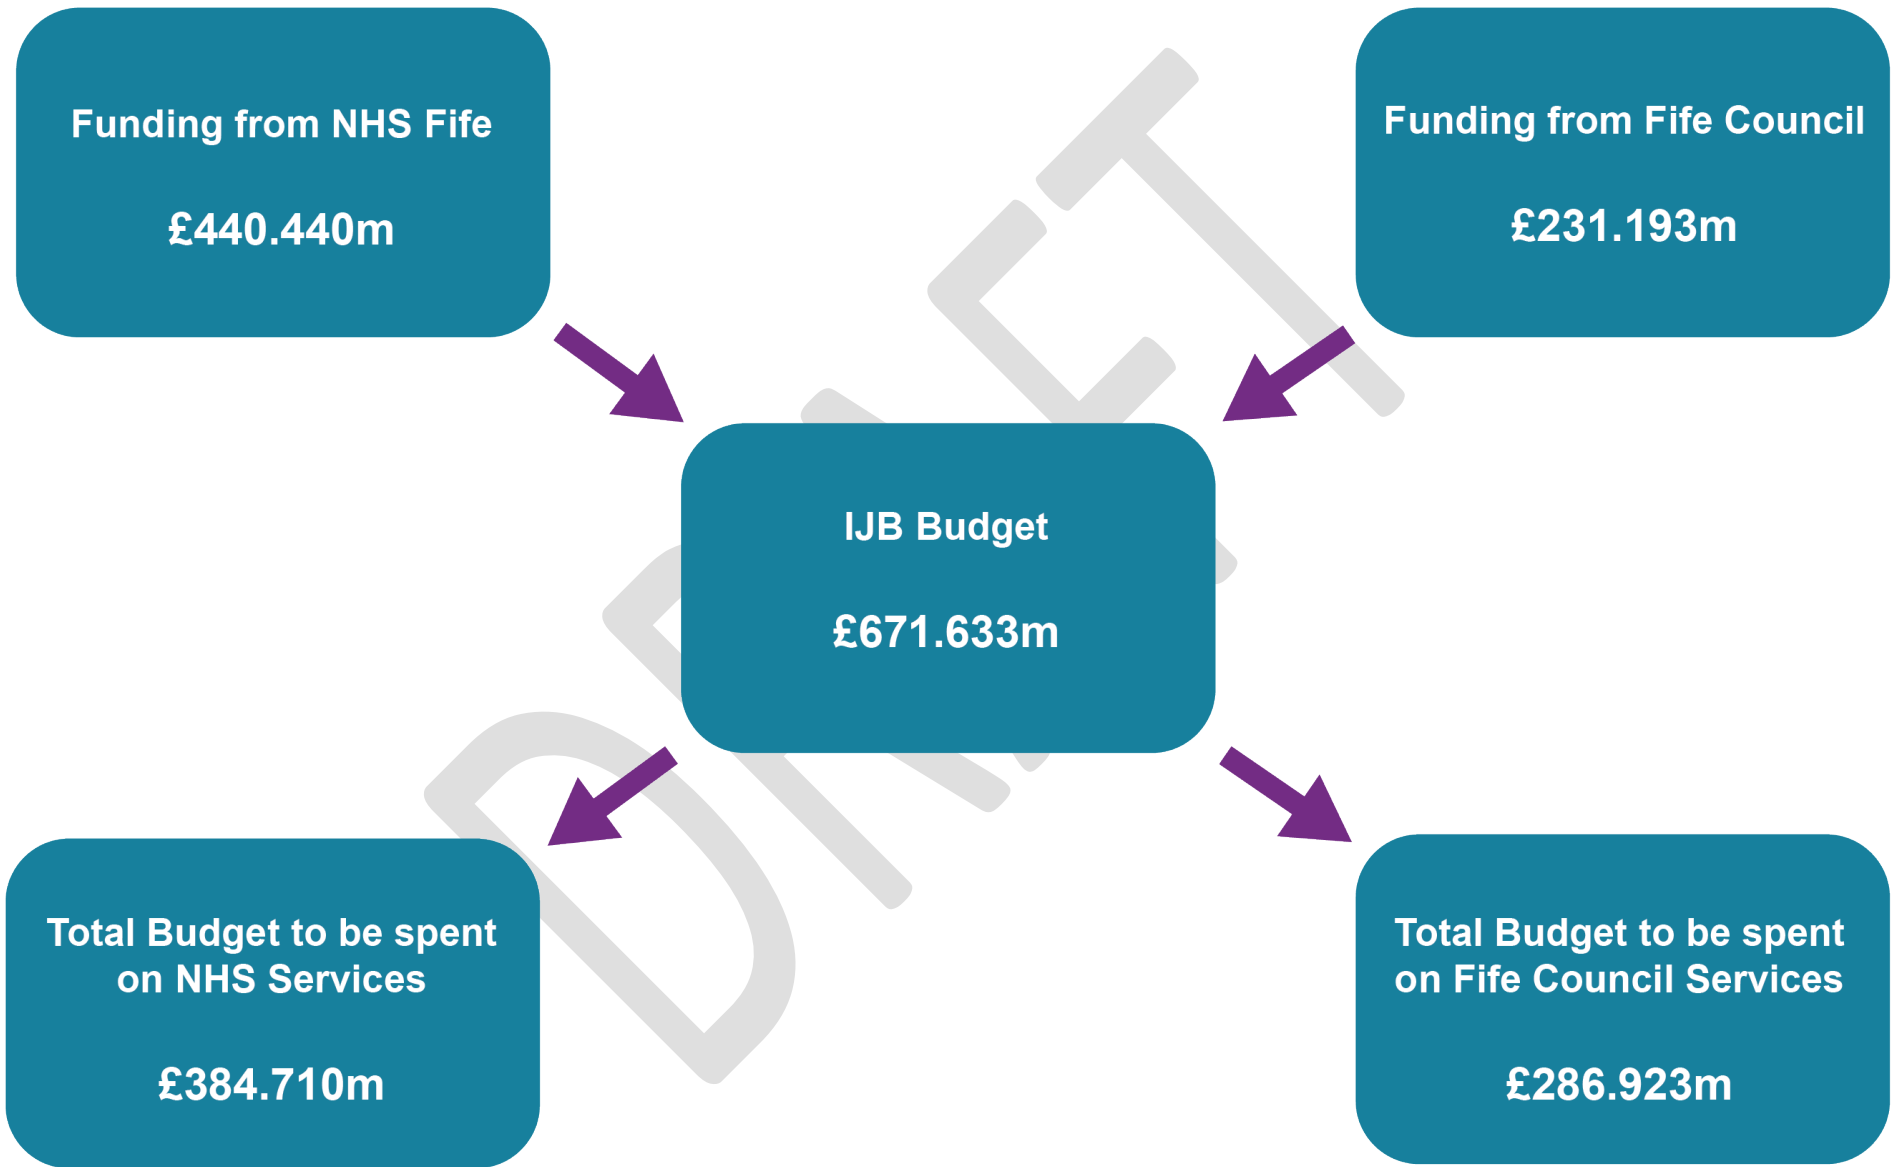 Funding from NHS Fife
£440.440m
Funding from Fife Council
£231.193m
IJB Budget
£671.633m
Total Budget to be spent
on NHS Services
£384.710m
Total Budget to be spent
on Fife Council Services
£286.923m
DRAFT